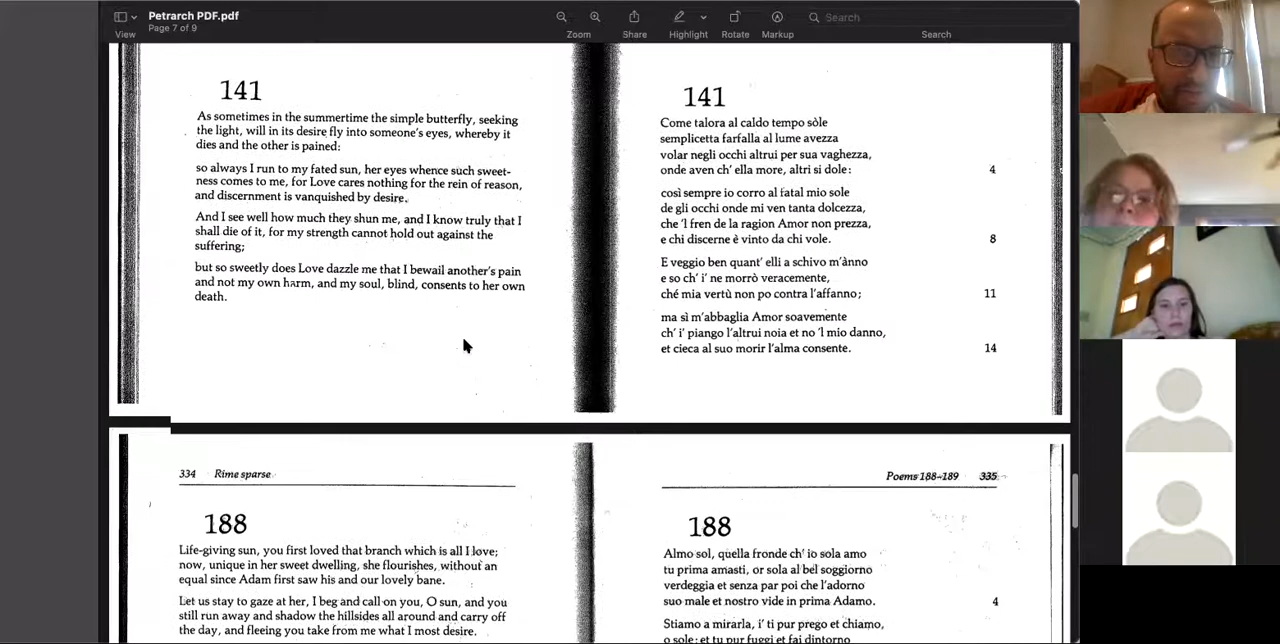 Petrarch PDF.pdf
Page 7 of 9
View
Zoom
Share
Highlight
Rotate
Markup
Search
Search
141
As sometimes in the summertime the simple butterfly, seeking
the light, will in its desire fly into someone's eyes, whereby it
dies and the other is pained:
so always I run to my fated sun, her eyes whence such sweet-
ness comes to me, for Love cares nothing for the rein of reason,
and discernment is vanquished by desire.
And I see well how much they shun me, and I know truly that I
shall die of it, for my strength cannot hold out against the
suffering;
but so sweetly does Love dazzle me that I bewail another's pain
and not my own harm, and my soul, blind, consents to her own
death.
141
Come talora al caldo tempo sòle
semplicetta farfalla al lume avezza
volar negli occhi altrui per sua vaghezza,
onde aven ch' ella more, altri si dole: 4
così sempre io corro al fatal mio sole
de gli occhi onde mi ven tanta dolcezza,
che 'l fren de la ragion Amor non prezza,
e chi discerne è vinto da chi vole. 8
E veggio ben quant' elli a schivo m'ànno
e so ch' i' ne morrò veracemente,
ché mia vertù non po contra l'affanno; 11
ma sì m'abbaglia Amor soavemente
ch' i' piango l'altrui noia et no 'l mio danno,
et cieca al suo morir l'alma consente. 14
334 Rime sparse
188
Life-giving sun, you first loved that branch which is all I love;
now, unique in her sweet dwelling, she flourishes, without an
equal since Adam first saw his and our lovely bane.
Let us stay to gaze at her, I beg and call on you, O sun, and you
still run away and shadow the hillsides all around and carry off
the day, and fleeing you take from me what I most desire.
Poems 188–189 335
188
Almo sol, quella fronde ch' io sola amo
tu prima amasti, or sola al bel soggiorno
verdeggia et senza par poi che l'adorno
suo male et nostro vide in prima Adamo. 4
Stiamo a mirarla, i' ti pur prego et chiamo,
o sole; et tu pur fuggi et fai dintorno